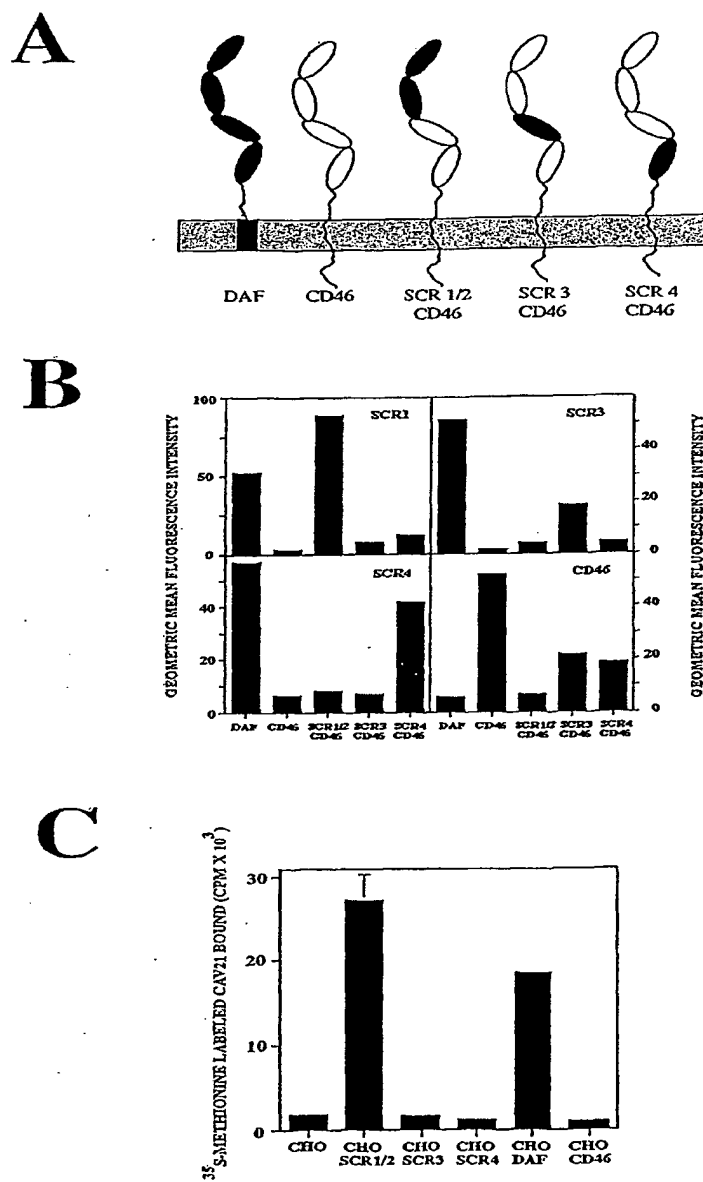 A
DAF
CD46
SCR 1/2
CD46
SCR 3
CD46
SCR 4
CD46
B
GEOMETRIC MEAN FLUORESCENCE INTENSITY
100
50
0
SCR1
SCR3
40
20
0
GEOMETRIC MEAN FLUORESCENCE INTENSITY
40
20
0
SCR4
CD46
40
20
0
DAF
CD46
SCR1/2
CD46
SCR3
CD46
SCR4
CD46
DAF
CD46
SCR1/2
CD46
SCR3
CD46
SCR4
CD46
C
35S-METHIONINE LABELED CAV21 BOUND (CPM X 10³)
30
20
10
0
CHO
CHO
SCR1/2
CHO
SCR3
CHO
SCR4
CHO
DAF
CHO
CD46